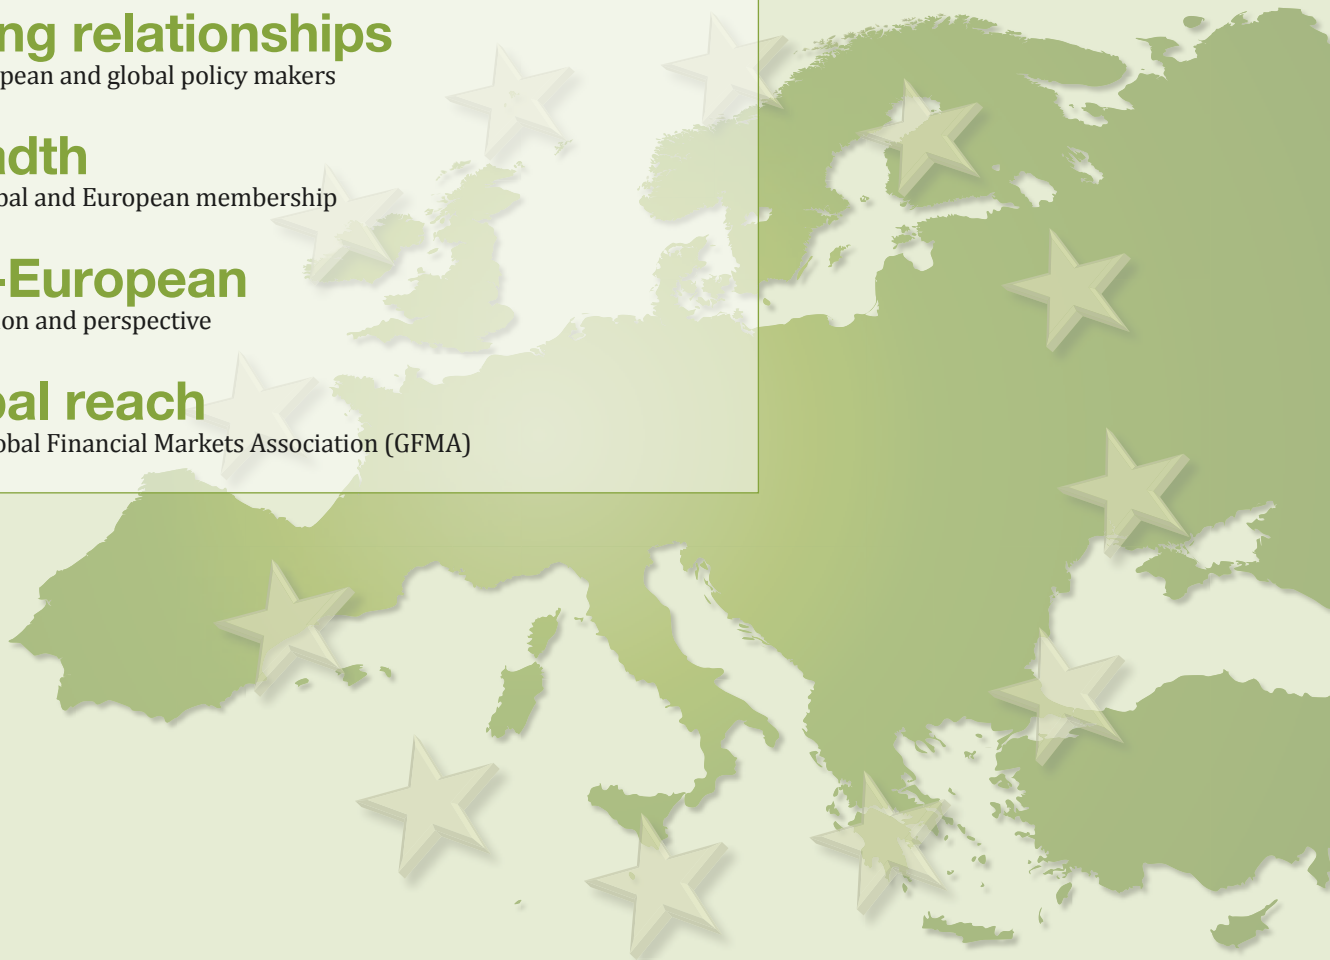 ng relationships
pean and global policy makers
dth
bal and European membership
-European
on and perspective
bal reach
obal Financial Markets Association (GFMA)